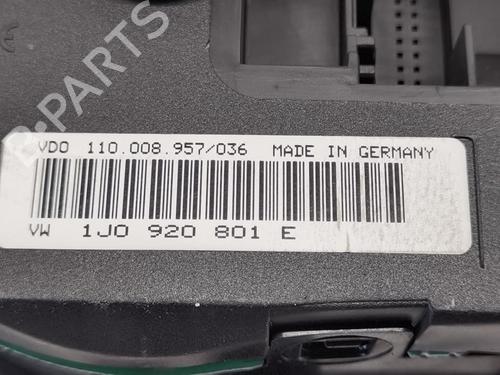 VDO 110.008.957/036 MADE IN GERMANY
VW 1J0 920 801 E
B-PARTS